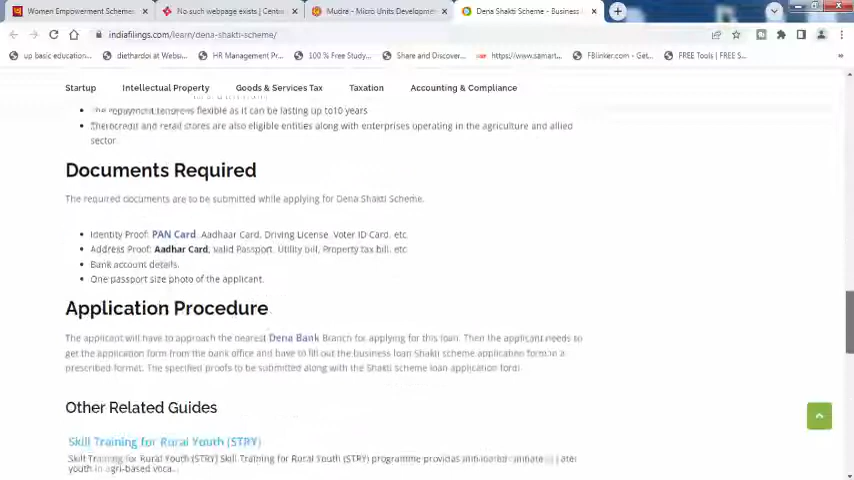 Women Empowerment Schemes
No such webpage exists | Centr
Mudra - Micro Units Developmen
Dena Shakti Scheme - Business
indiafilings.com/learn/dena-shakti-scheme/
up basic education...
diethardoi at Websi...
HR Management Pr...
100 % Free Study...
Share and Discover...
https://www.samart...
FBlinker.com - Get...
FREE Tools | FREE S...
Startup
Intellectual Property
Goods & Services Tax
Taxation
Accounting & Compliance
flexible as it can be lasting up to10 years
credit and retail stores are also eligible entities along with enterprises operating in the agriculture and allied
sector.
Documents Required
The required documents are to be submitted while applying for Dena Shakti Scheme.
Identity Proof: PAN Card, Aadhaar Card, Driving License, Voter ID Card, etc.
Address Proof: Aadhar Card, Valid Passport, Utility bill, Property tax bill, etc
Bank account details.
One passport size photo of the applicant.
Application Procedure
The applicant will have to approach the nearest Dena Bank Branch for applying for this loan. Then the applicant needs to
get the application form from the bank office and have to fill out the business loan Shakti scheme application form in a
prescribed format. The specified proofs to be submitted along with the Shakti scheme loan application form.
Other Related Guides
Skill Training for Rural Youth (STRY)
Skill Training for Rural Youth (STRY) Skill Training for Rural Youth (STRY) programme provides
youth in agri-based voca...